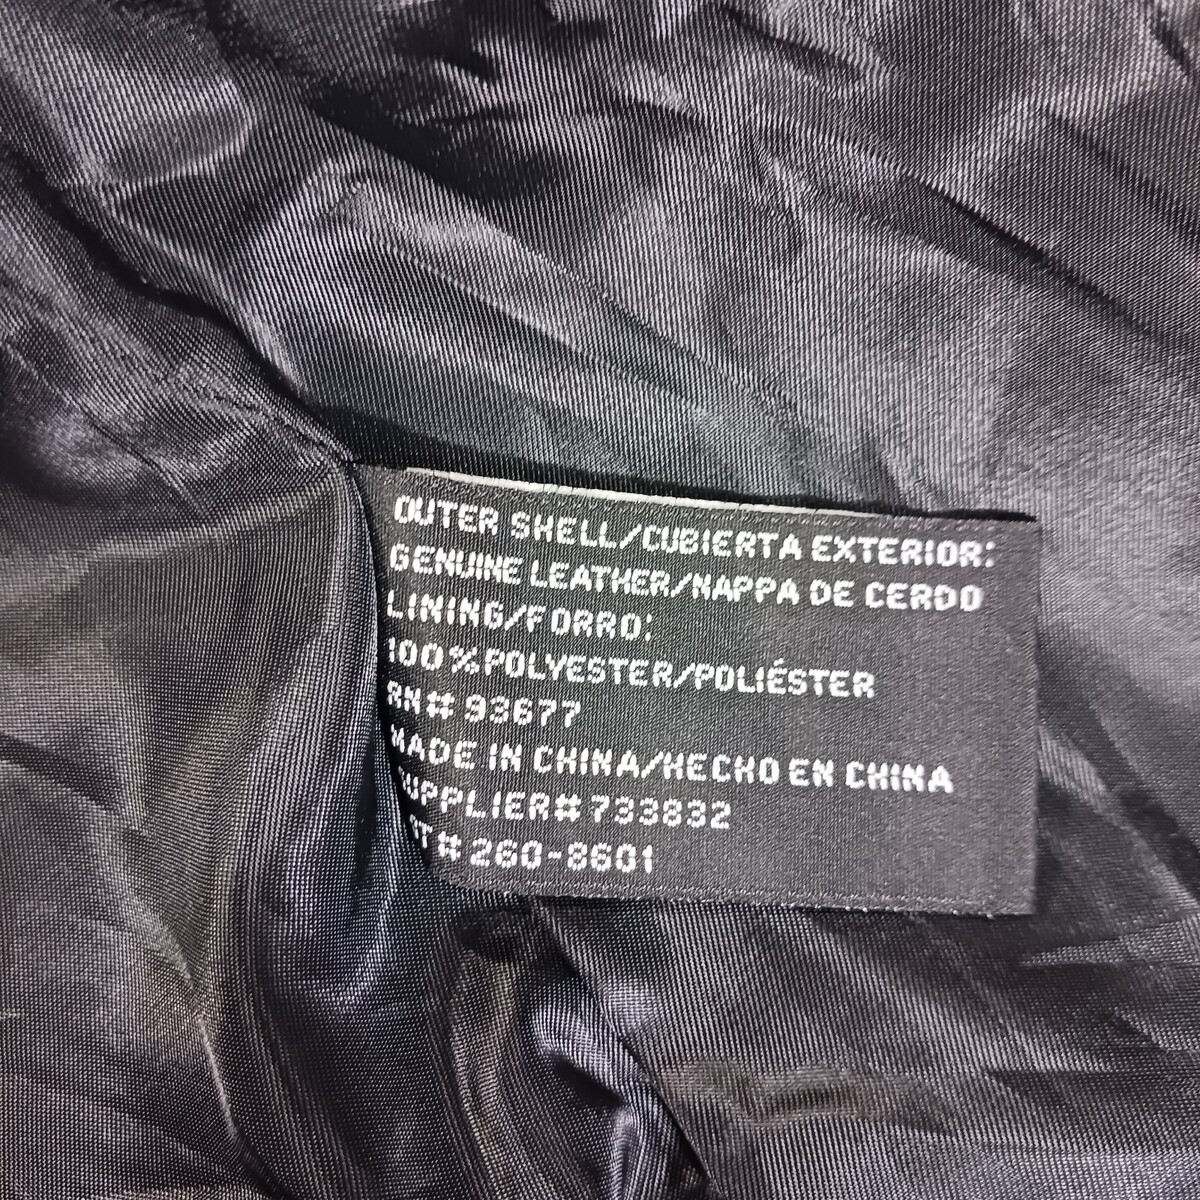 OUTER SHELL/CUBIERTA EXTERIOR:
GENUINE LEATHER/NAPPA DE CERDO
LINING/FORRO:
100%POLYESTER/POLIÉSTER
RN# 93677
MADE IN CHINA/HECHO EN CHINA
SUPPLIER# 733832
# 260-8601